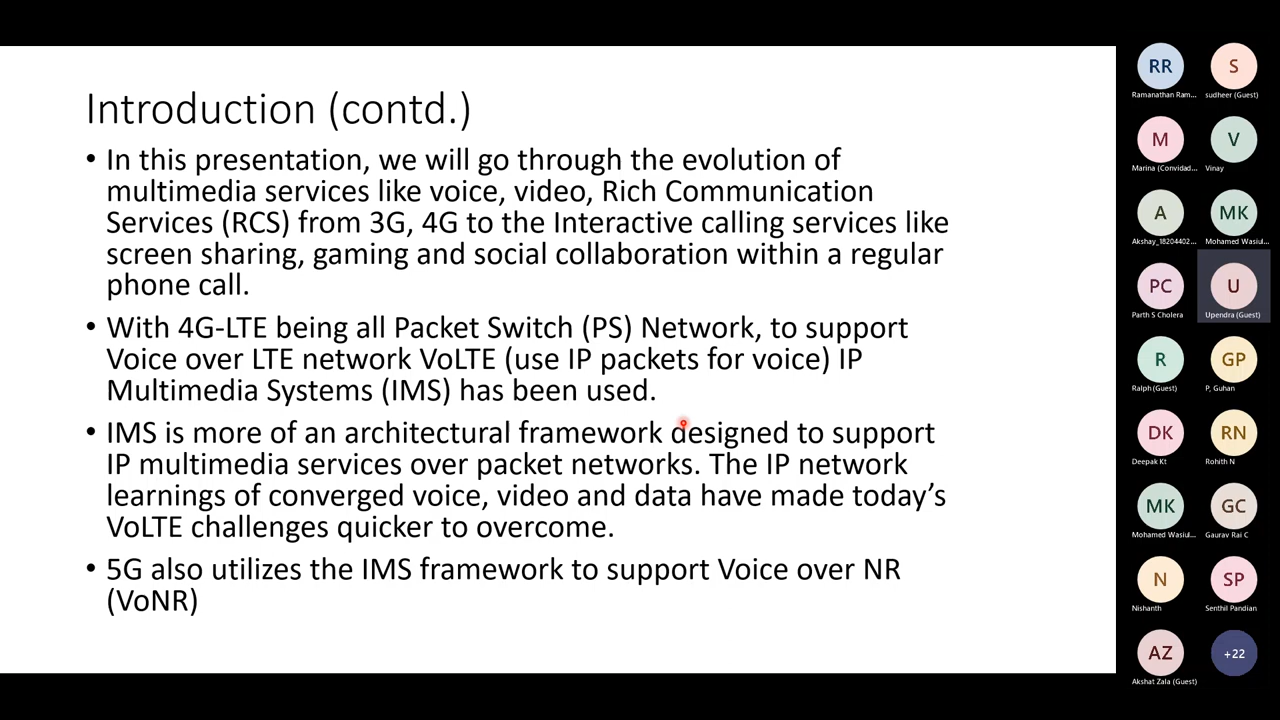 Introduction (contd.)
• In this presentation, we will go through the evolution of
multimedia services like voice, video, Rich Communication
Services (RCS) from 3G, 4G to the Interactive calling services like
screen sharing, gaming and social collaboration within a regular
phone call.
• With 4G-LTE being all Packet Switch (PS) Network, to support
Voice over LTE network VoLTE (use IP packets for voice) IP
Multimedia Systems (IMS) has been used.
• IMS is more of an architectural framework designed to support
IP multimedia services over packet networks. The IP network
learnings of converged voice, video and data have made today’s
VoLTE challenges quicker to overcome.
• 5G also utilizes the IMS framework to support Voice over NR
(VoNR)
RR
Ramanathan Ram...
S
sudheer (Guest)
M
Marina (Convidad...
V
Vinay
A
Akshay_18204402...
MK
Mohamed Wasiul...
PC
Parth S Cholera
U
Upendra (Guest)
R
Ralph (Guest)
GP
P, Guhan
DK
Deepak Kt
RN
Rohith N
MK
Mohamed Wasiul...
GC
Gaurav Rai C
N
Nishanth
SP
Senthil Pandian
AZ
Akshat Zala (Guest)
+22